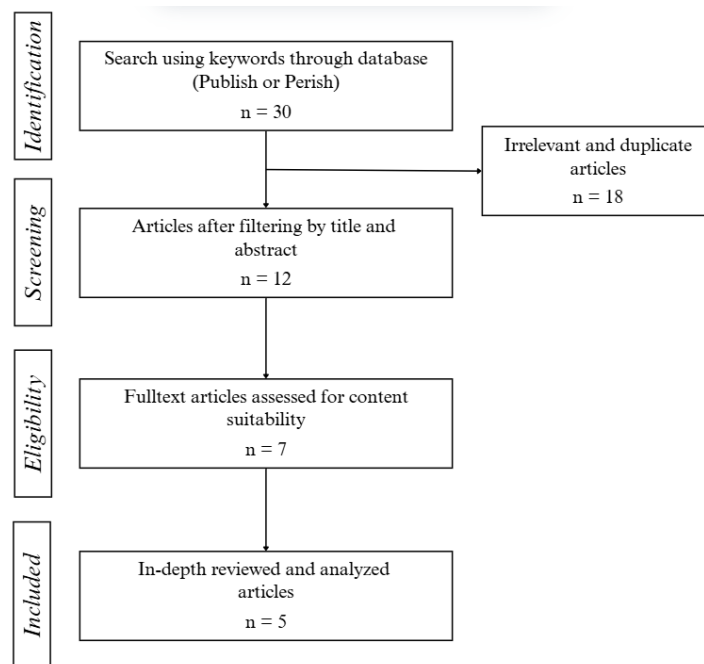 Identification
Search using keywords through database
(Publish or Perish)
n = 30
Irrelevant and duplicate
articles
n = 18
Screening
Articles after filtering by title and
abstract
n = 12
Eligibility
Fulltext articles assessed for content
suitability
n = 7
Included
In-depth reviewed and analyzed
articles
n = 5